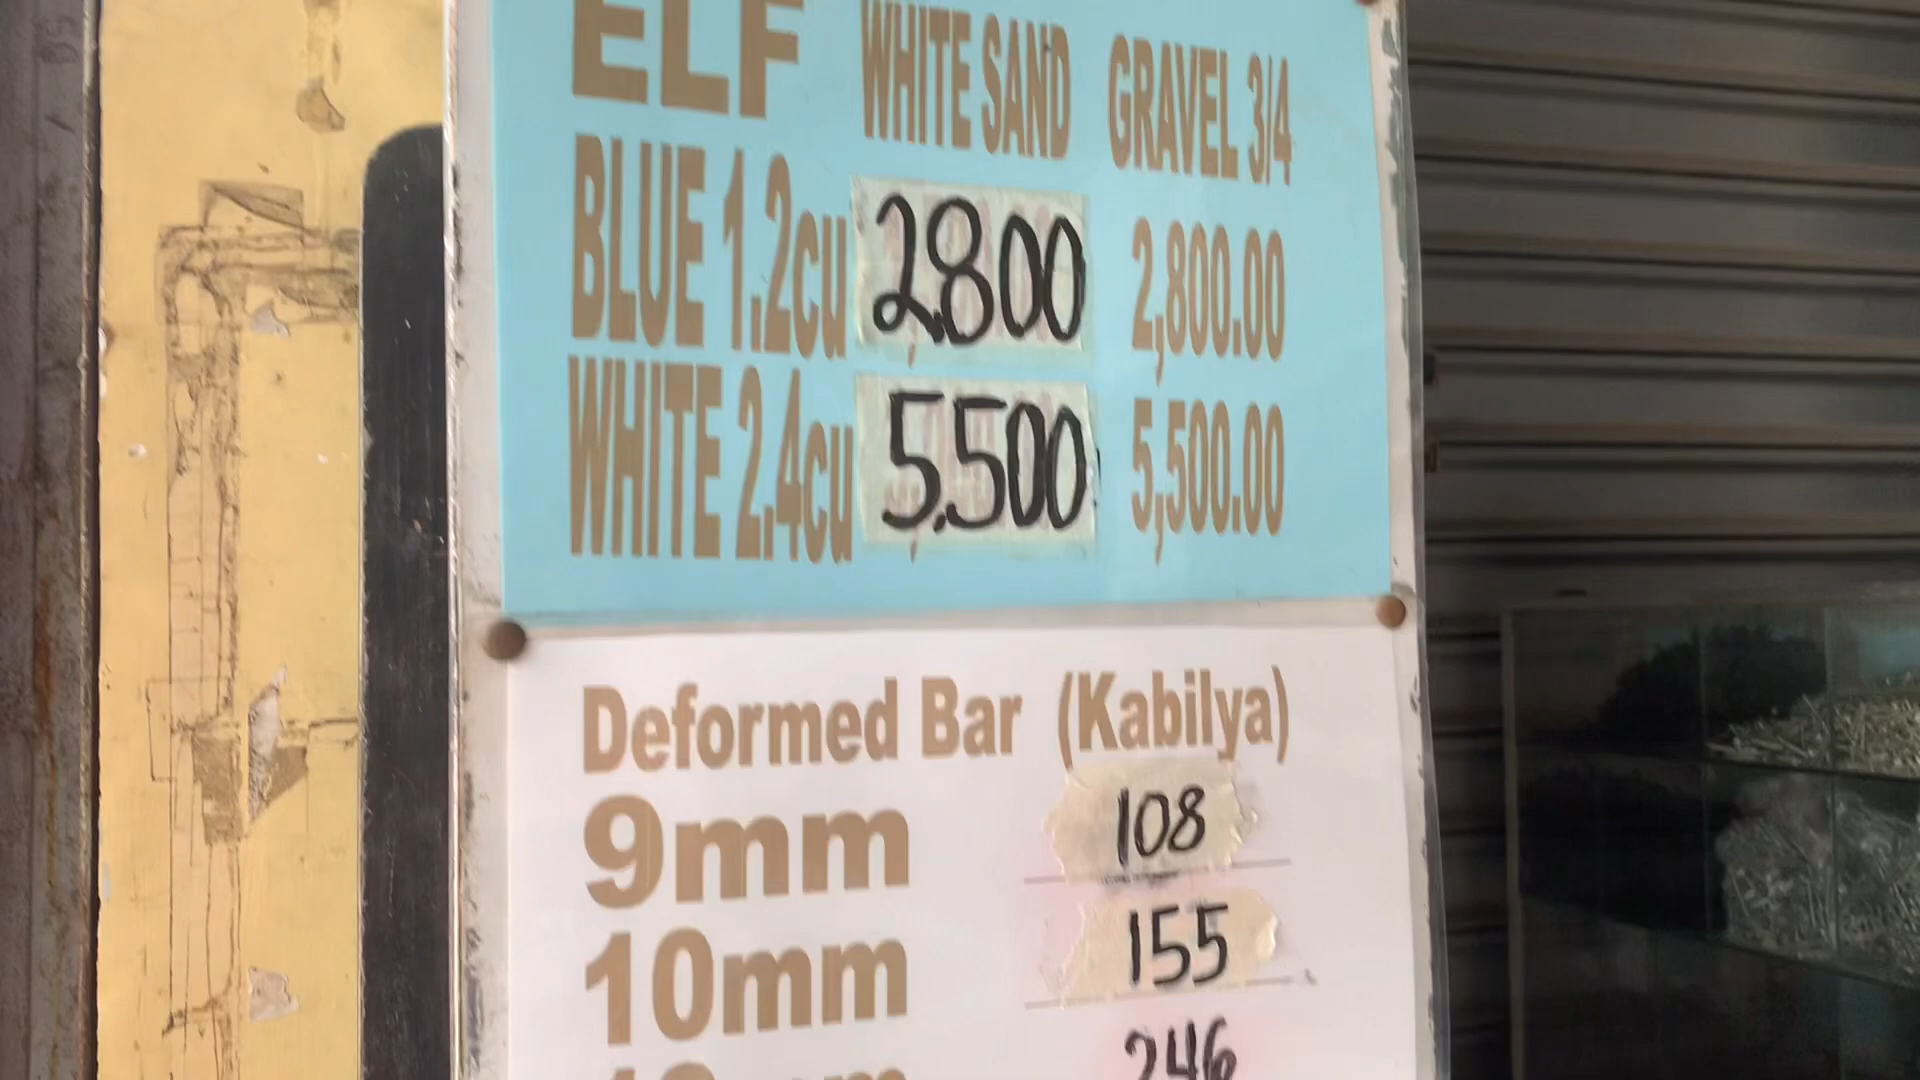 ELF WHITE SAND GRAVEL 3/4
BLUE 1.2cu 2,800 2,800.00
WHITE 2.4cu 5,500 5,500.00
Deformed Bar (Kabilya)
9mm 108
10mm 155
246